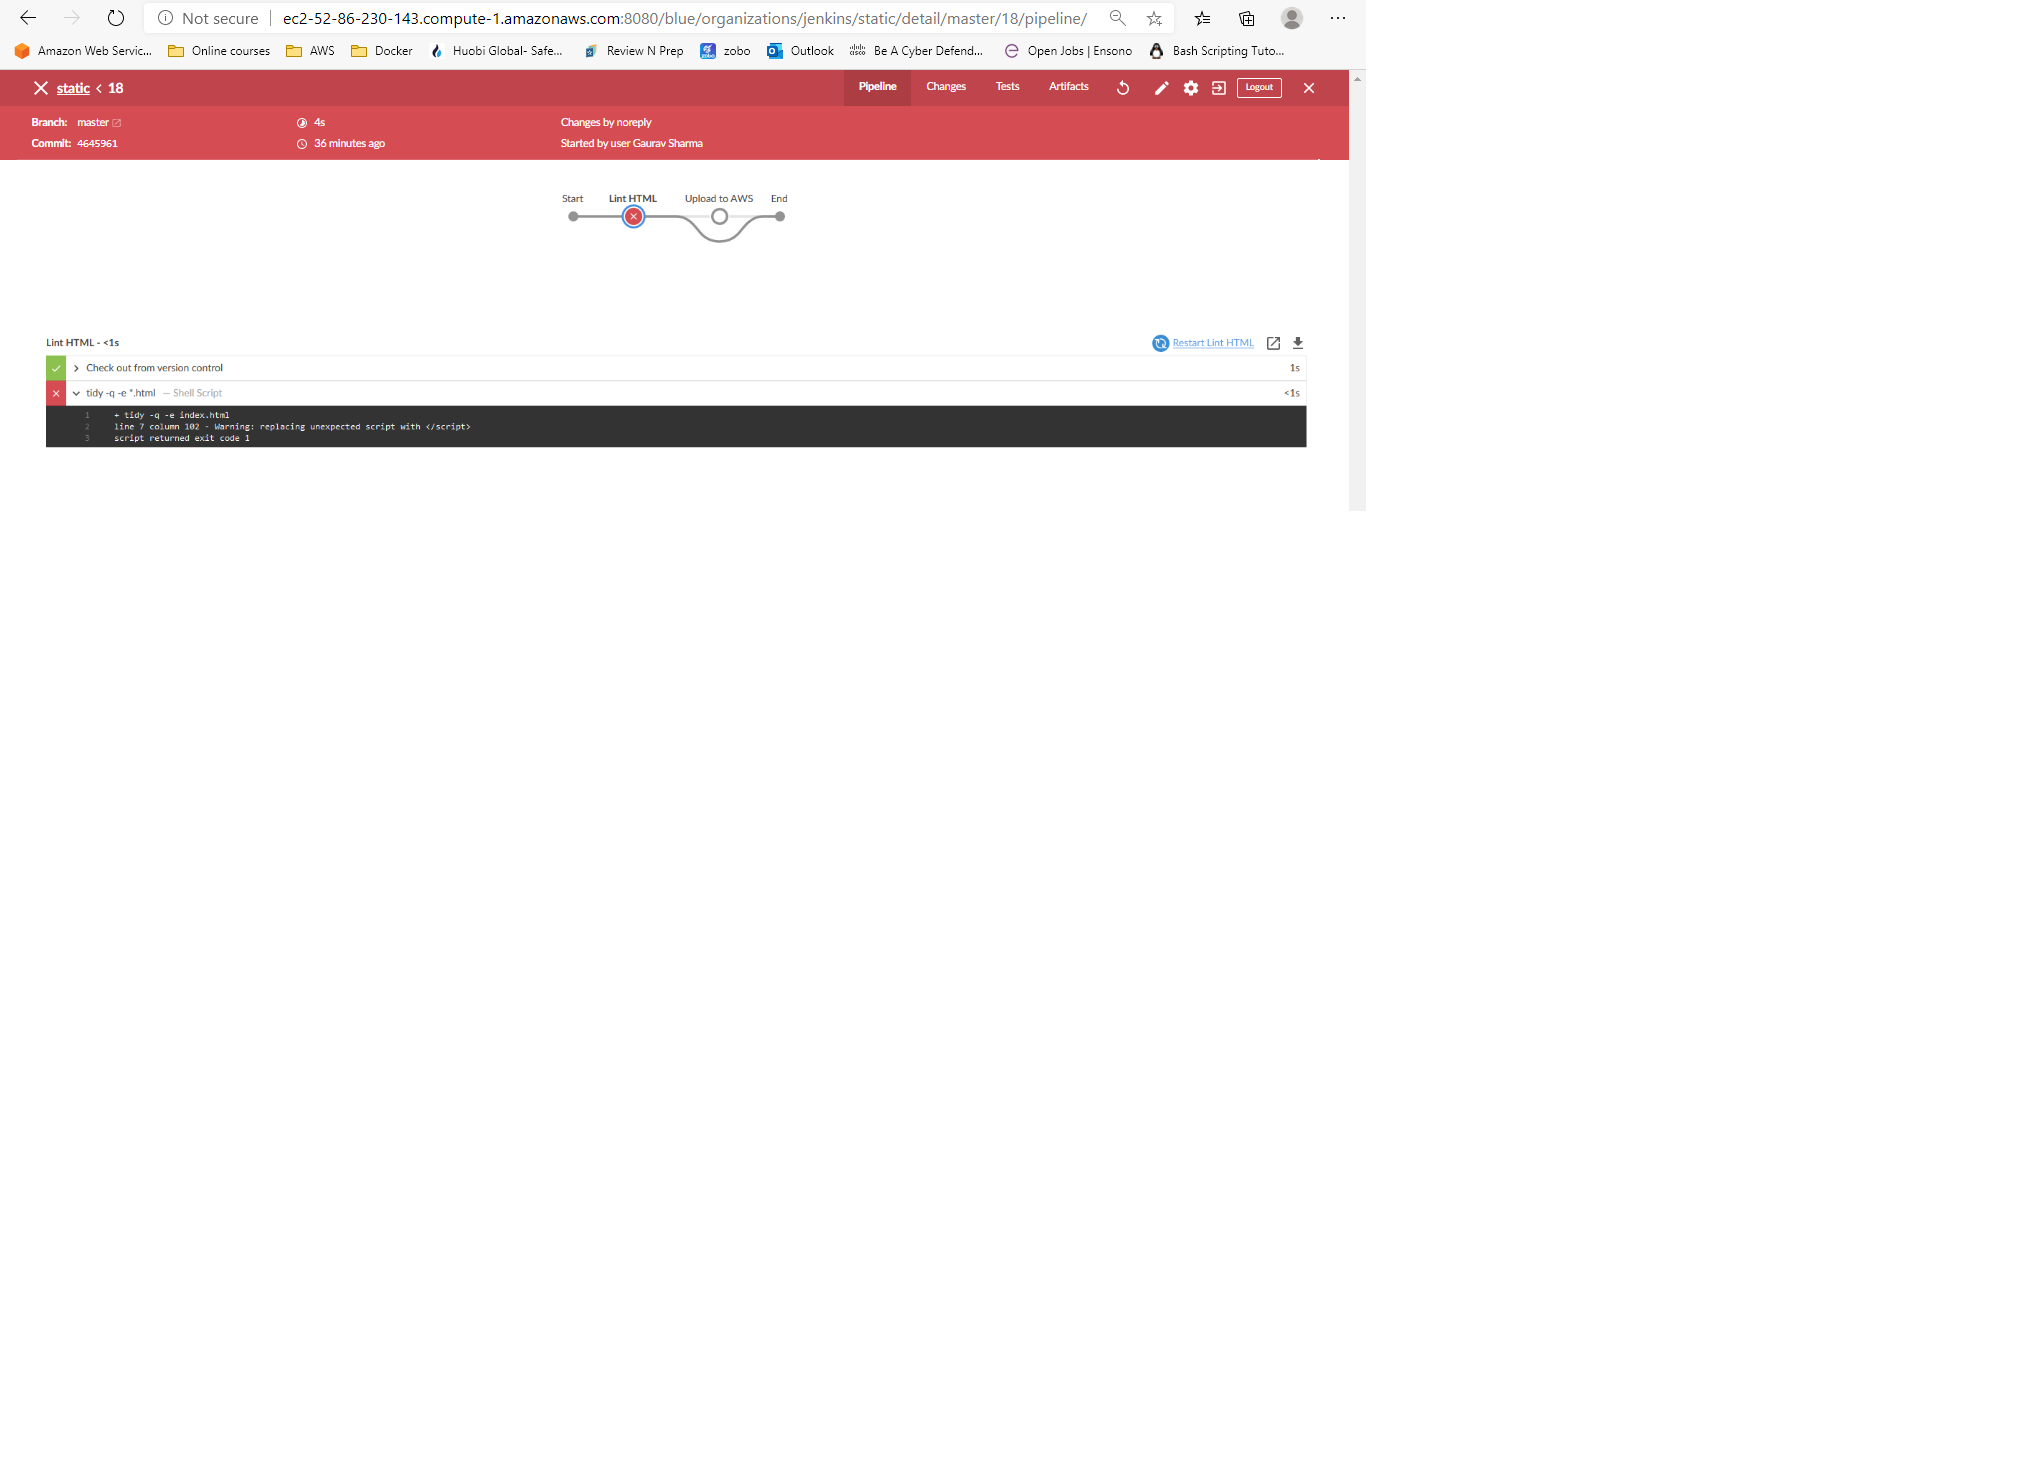 Not secure | ec2-52-86-230-143.compute-1.amazonaws.com:8080/blue/organizations/jenkins/static/detail/master/18/pipeline/
Amazon Web Servic... Online courses AWS Docker Huobi Global- Safe... Review N Prep zobo Outlook Be A Cyber Defend... Open Jobs | Ensono Bash Scripting Tuto...
static < 18 Pipeline Changes Tests Artifacts Logout
Branch: master 4s Changes by noreply
Commit: 4645961 36 minutes ago Started by user Gaurav Sharma
Start Lint HTML Upload to AWS End
Lint HTML - <1s Restart Lint HTML
Check out from version control 1s
tidy -q -e *.html — Shell Script <1s
1 + tidy -q -e index.html
2 line 7 column 102 - Warning: replacing unexpected script with </script>
3 script returned exit code 1